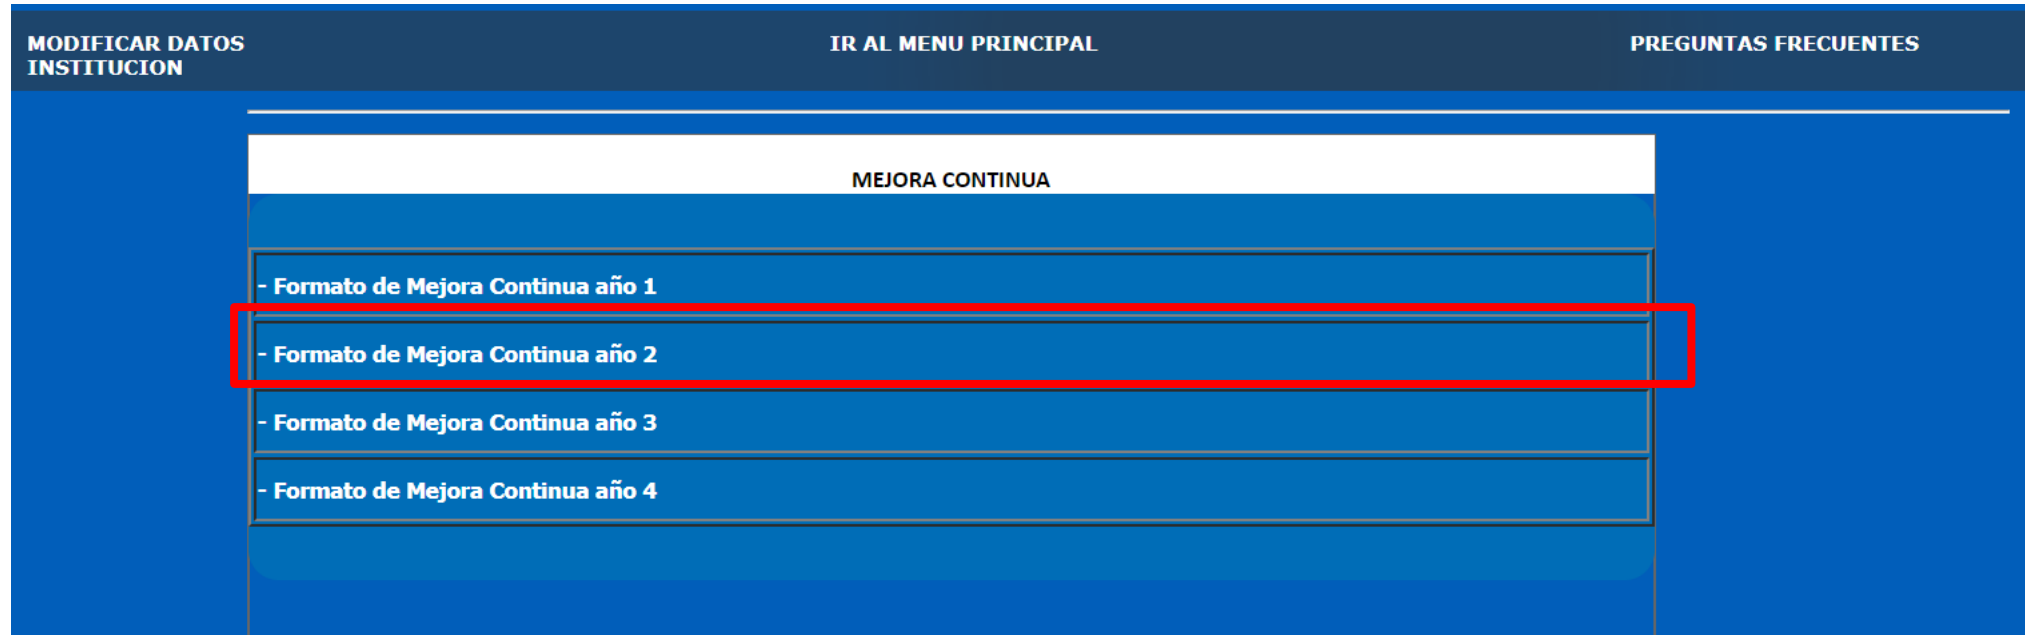 MODIFICAR DATOS
INSTITUCION
IR AL MENU PRINCIPAL
PREGUNTAS FRECUENTES
MEJORA CONTINUA
- Formato de Mejora Continua año 1
- Formato de Mejora Continua año 2
- Formato de Mejora Continua año 3
- Formato de Mejora Continua año 4